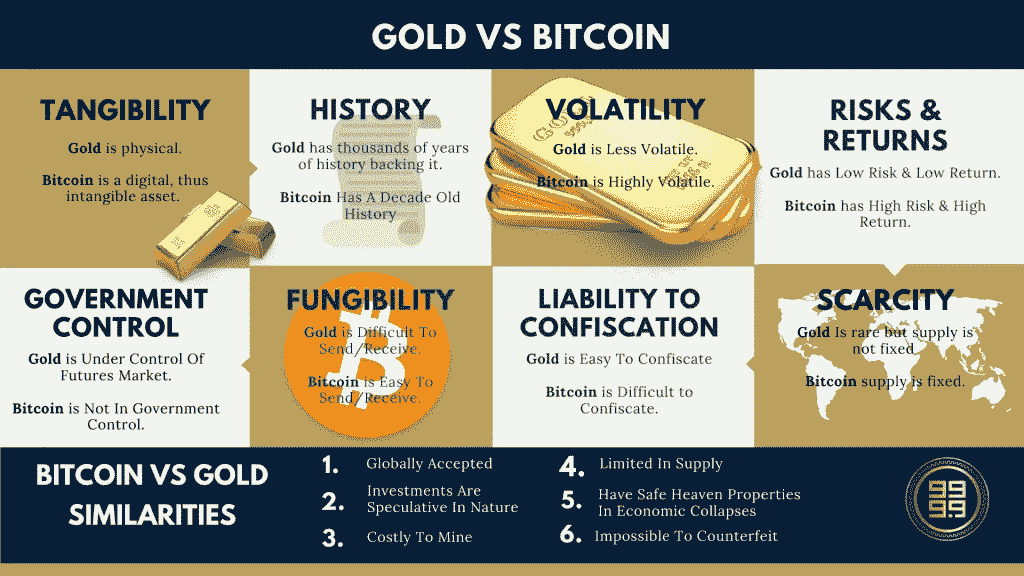 GOLD VS BITCOIN
TANGIBILITY
Gold is physical.
Bitcoin is a digital, thus
intangible asset.
HISTORY
Gold has thousands of years
of history backing it.
Bitcoin Has A Decade Old
History
VOLATILITY
Gold is Less Volatile.
Bitcoin is Highly Volatile.
RISKS &
RETURNS
Gold has Low Risk & Low Return.
Bitcoin has High Risk & High
Return.
GOVERNMENT
CONTROL
Gold is Under Control Of
Futures Market.
Bitcoin is Not In Government
Control.
FUNGIBILITY
Gold is Difficult To
Send/Receive.
Bitcoin is Easy To
Send/Receive.
LIABILITY TO
CONFISCATION
Gold is Easy To Confiscate
Bitcoin is Difficult to
Confiscate.
SCARCITY
Gold Is rare but supply is
not fixed
Bitcoin supply is fixed.
BITCOIN VS GOLD
SIMILARITIES
1. Globally Accepted
2. Investments Are
Speculative In Nature
3. Costly To Mine
4. Limited In Supply
5. Have Safe Heaven Properties
In Economic Collapses
6. Impossible To Counterfeit
99
9.9